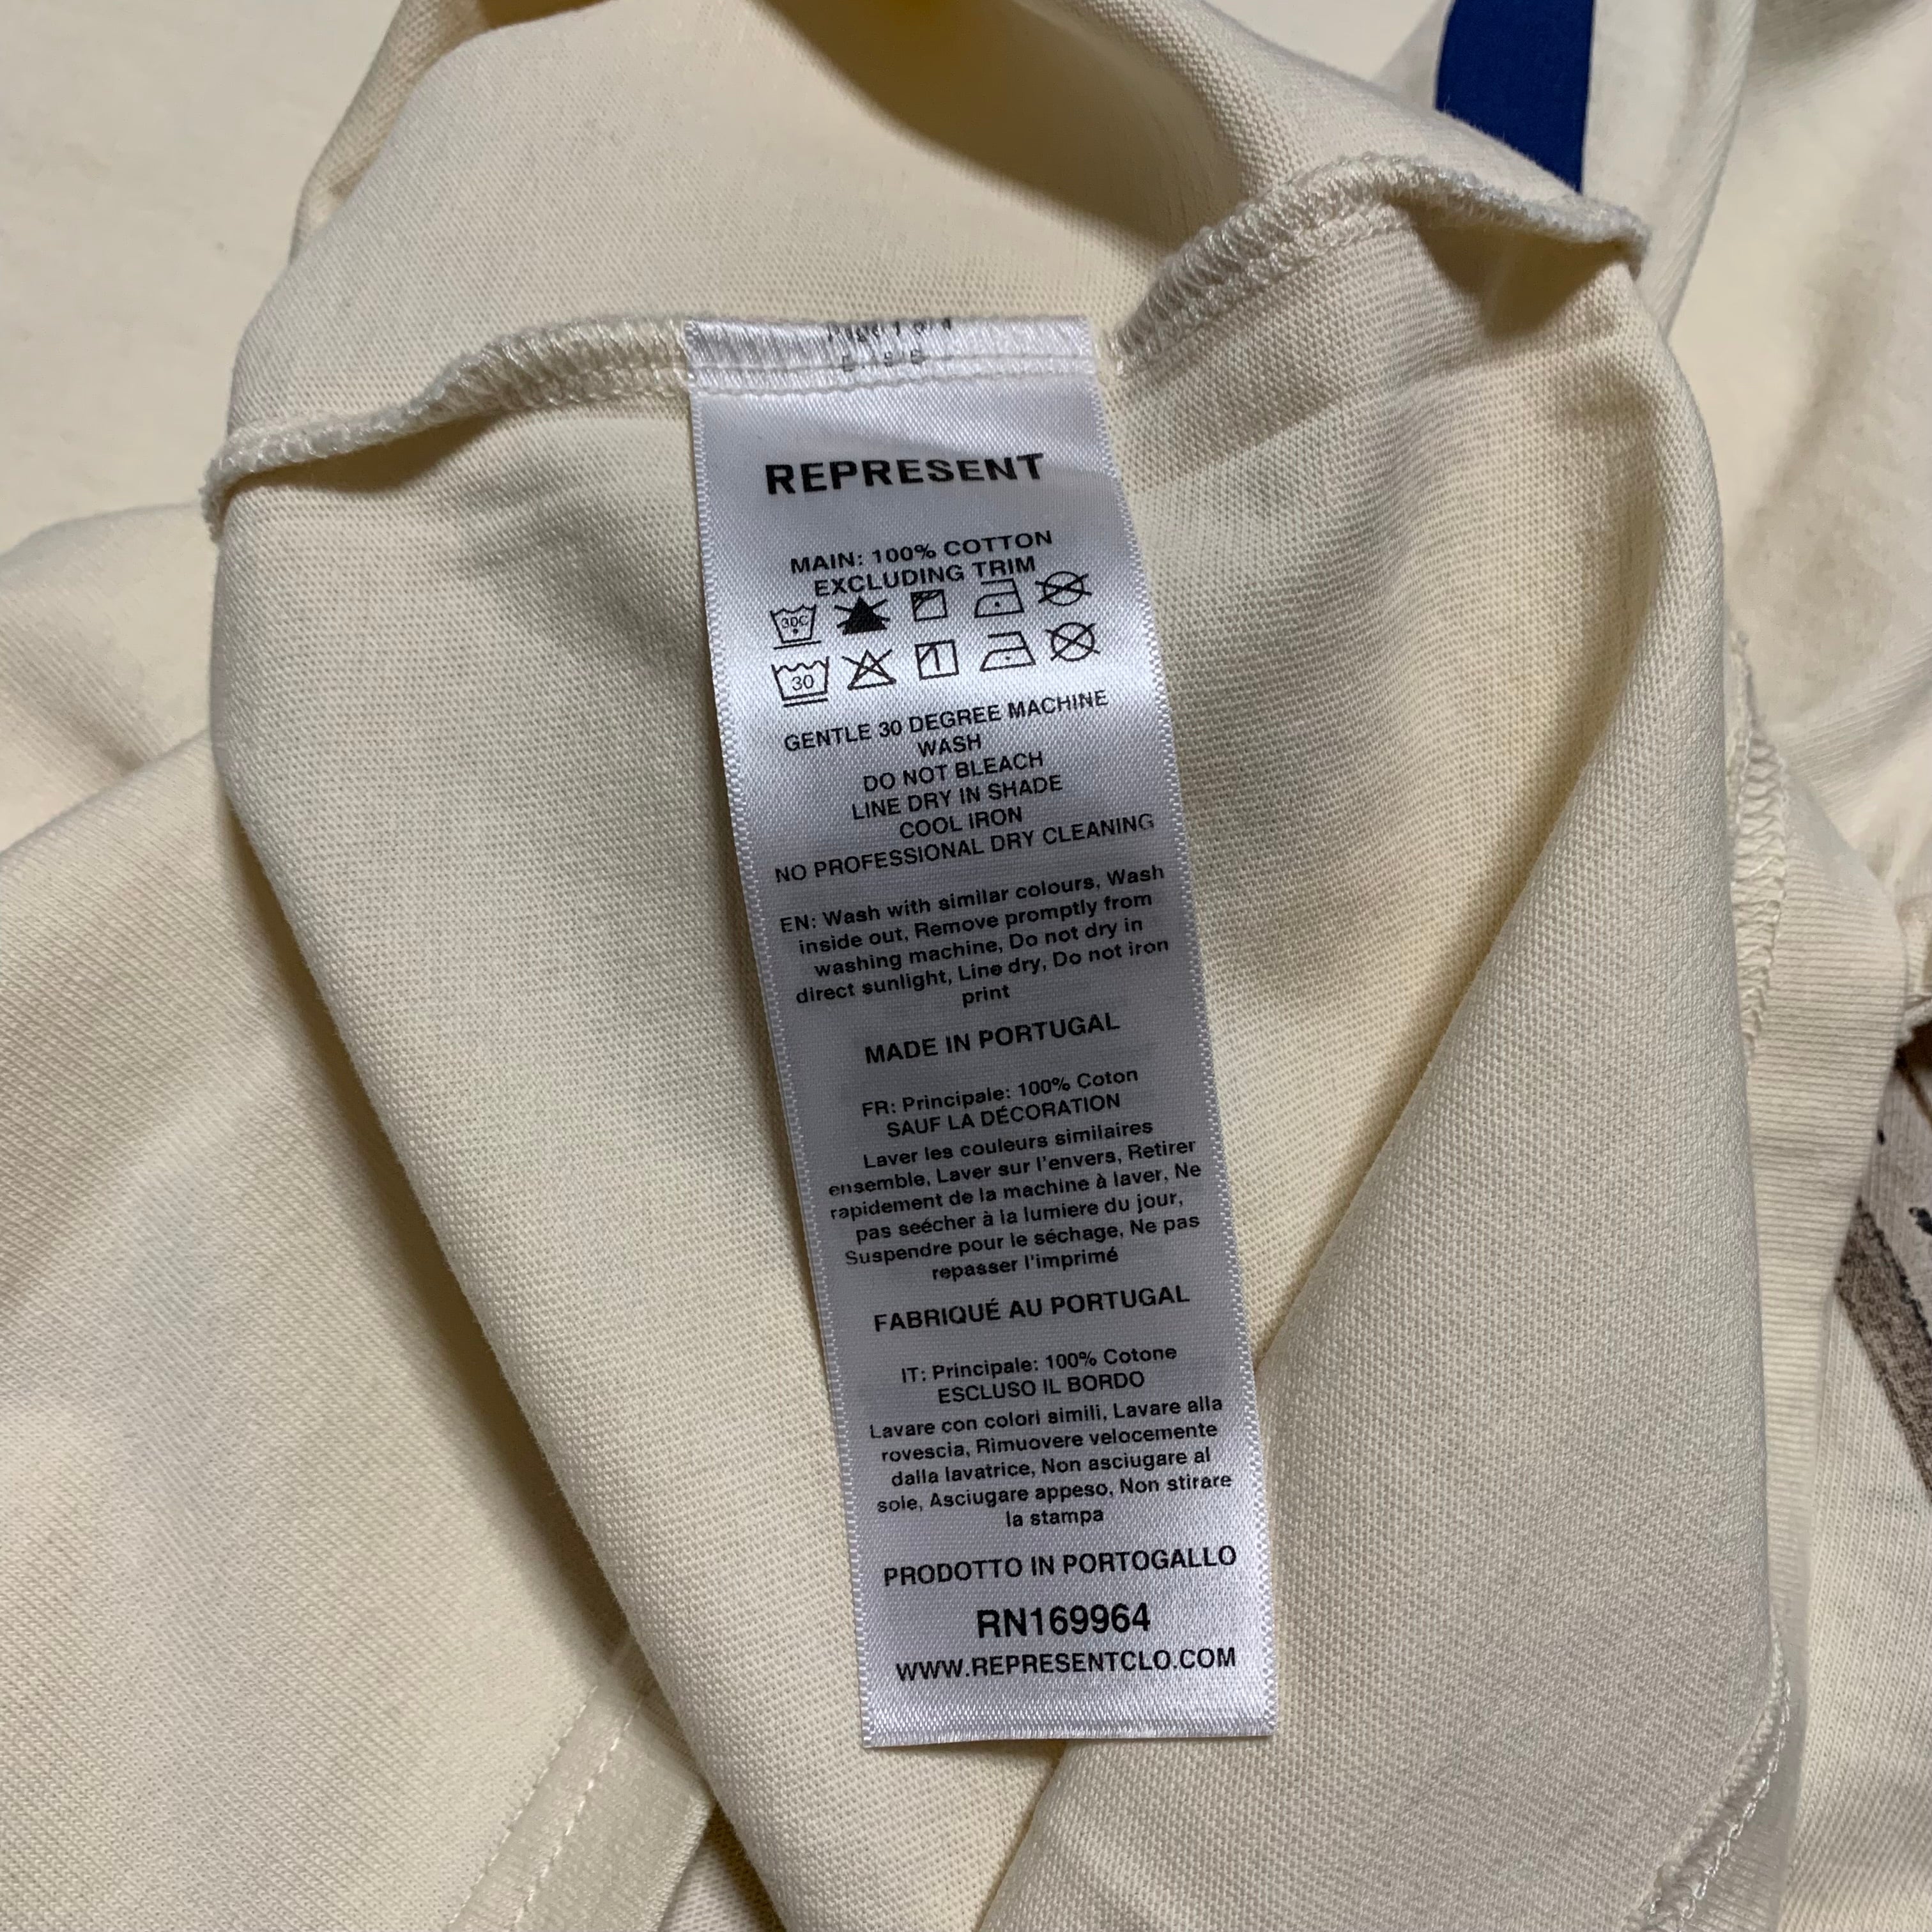 Page 1 of 4
REPRESENT
MAIN: 100% COTTON
EXCLUDING TRIM
30C
30
GENTLE 30 DEGREE MACHINE
WASH
DO NOT BLEACH
LINE DRY IN SHADE
COOL IRON
NO PROFESSIONAL DRY CLEANING
EN: Wash with similar colours, Wash
inside out, Remove promptly from
washing machine, Do not dry in
direct sunlight, Line dry, Do not iron
print
MADE IN PORTUGAL
FR: Principale: 100% Coton
SAUF LA DÉCORATION
Laver les couleurs similaires
ensemble, Laver sur l'envers, Retirer
rapidement de la machine à laver, Ne
pas seécher à la lumiere du jour,
Suspendre pour le séchage, Ne pas
repasser l'imprimé
FABRIQUÉ AU PORTUGAL
IT: Principale: 100% Cotone
ESCLUSO IL BORDO
Lavare con colori simili, Lavare alla
rovescia, Rimuovere velocemente
dalla lavatrice, Non asciugare al
sole, Asciugare appeso, Non stirare
la stampa
PRODOTTO IN PORTOGALLO
RN169964
WWW.REPRESENTCLO.COM